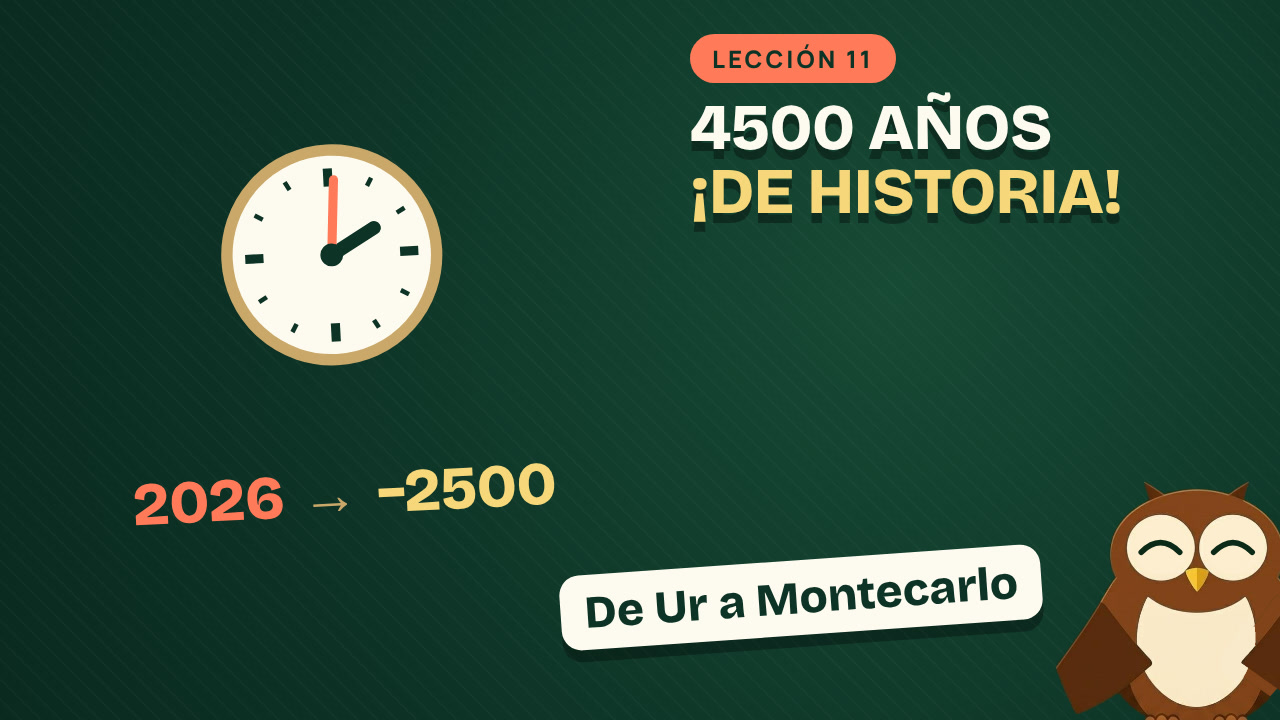 LECCIÓN 11
4500 AÑOS
¡DE HISTORIA!
2026 → −2500
De Ur a Montecarlo